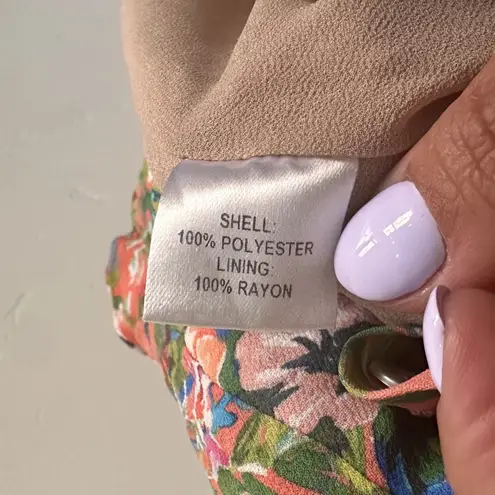 SHELL:
100% POLYESTER
LINING:
100% RAYON